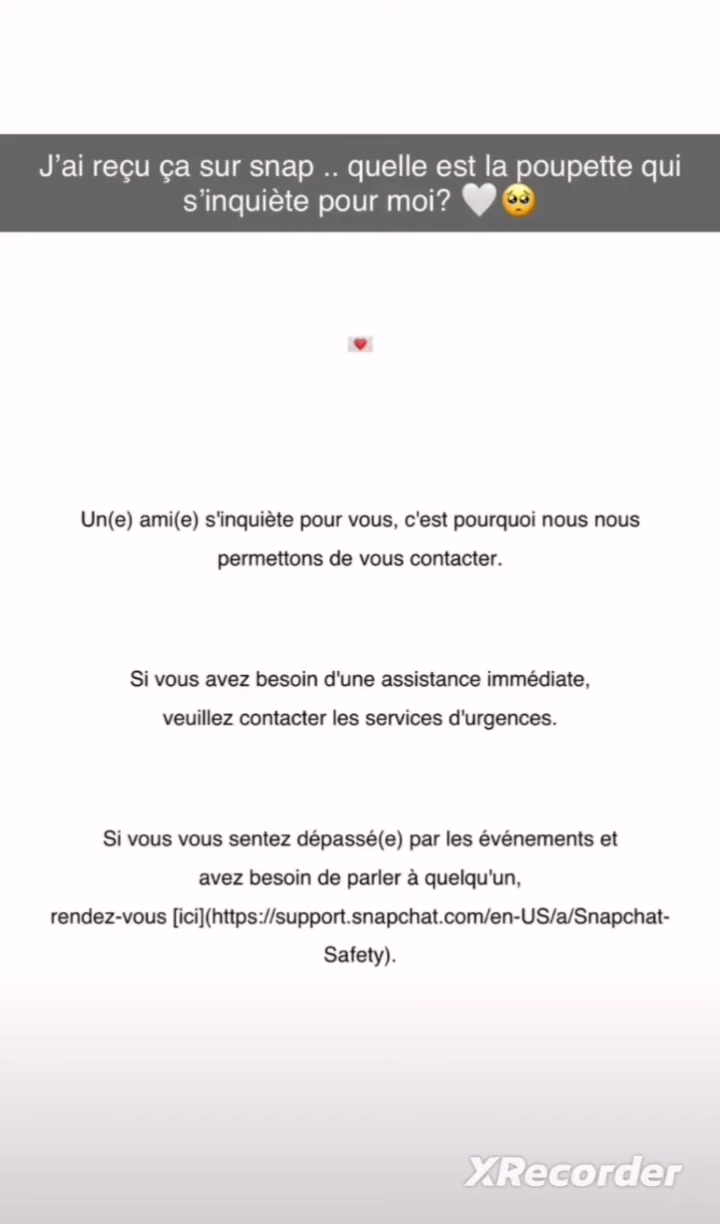 J’ai reçu ça sur snap .. quelle est la poupette qui
s’inquiète pour moi? 🤍🥺
💌
Un(e) ami(e) s'inquiète pour vous, c'est pourquoi nous nous
permettons de vous contacter.
Si vous avez besoin d'une assistance immédiate,
veuillez contacter les services d'urgences.
Si vous vous sentez dépassé(e) par les événements et
avez besoin de parler à quelqu'un,
rendez-vous [ici](https://support.snapchat.com/en-US/a/Snapchat-
Safety).
XRecorder